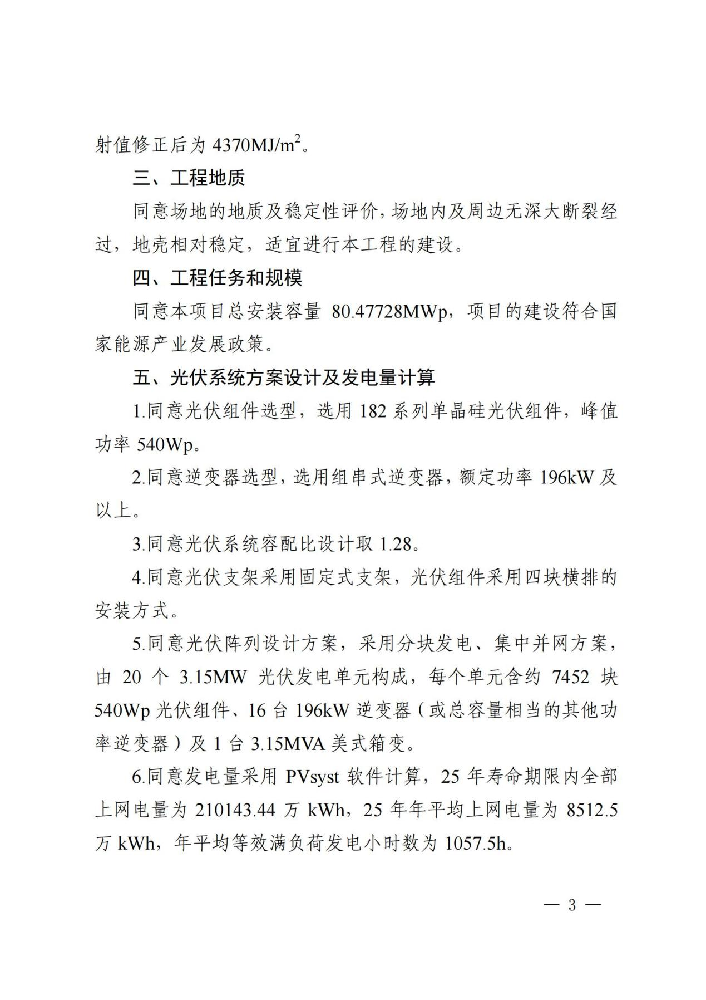 射值修正后为 4370MJ/m²。
三、工程地质
同意场地的地质及稳定性评价，场地内及周边无深大断裂经
过，地壳相对稳定，适宜进行本工程的建设。
四、工程任务和规模
同意本项目总安装容量 80.47728MWp，项目的建设符合国
家能源产业发展政策。
五、光伏系统方案设计及发电量计算
1.同意光伏组件选型，选用 182 系列单晶硅光伏组件，峰值
功率 540Wp。
2.同意逆变器选型，选用组串式逆变器，额定功率 196kW 及
以上。
3.同意光伏系统容配比设计取 1.28。
4.同意光伏支架采用固定式支架，光伏组件采用四块横排的
安装方式。
5.同意光伏阵列设计方案，采用分块发电、集中并网方案，
由 20 个 3.15MW 光伏发电单元构成，每个单元含约 7452 块
540Wp 光伏组件、16 台 196kW 逆变器（或总容量相当的其他功
率逆变器）及 1 台 3.15MVA 美式箱变。
6.同意发电量采用 PVsyst 软件计算，25 年寿命期限内全部
上网电量为 210143.44 万 kWh，25 年年平均上网电量为 8512.5
万 kWh，年平均等效满负荷发电小时数为 1057.5h。
— 3 —